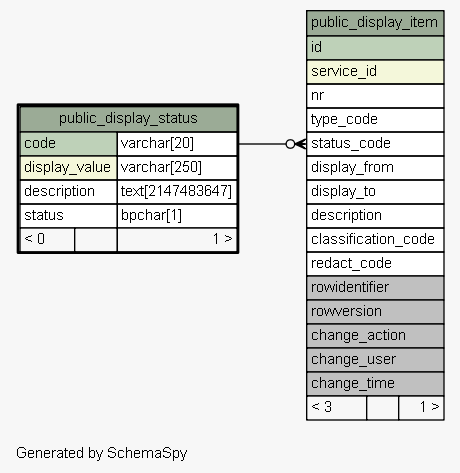 public_display_status
code varchar[20]
display_value varchar[250]
description text[2147483647]
status bpchar[1]
< 0 1 >
public_display_item
id
service_id
nr
type_code
status_code
display_from
display_to
description
classification_code
redact_code
rowidentifier
rowversion
change_action
change_user
change_time
< 3 1 >
Generated by SchemaSpy